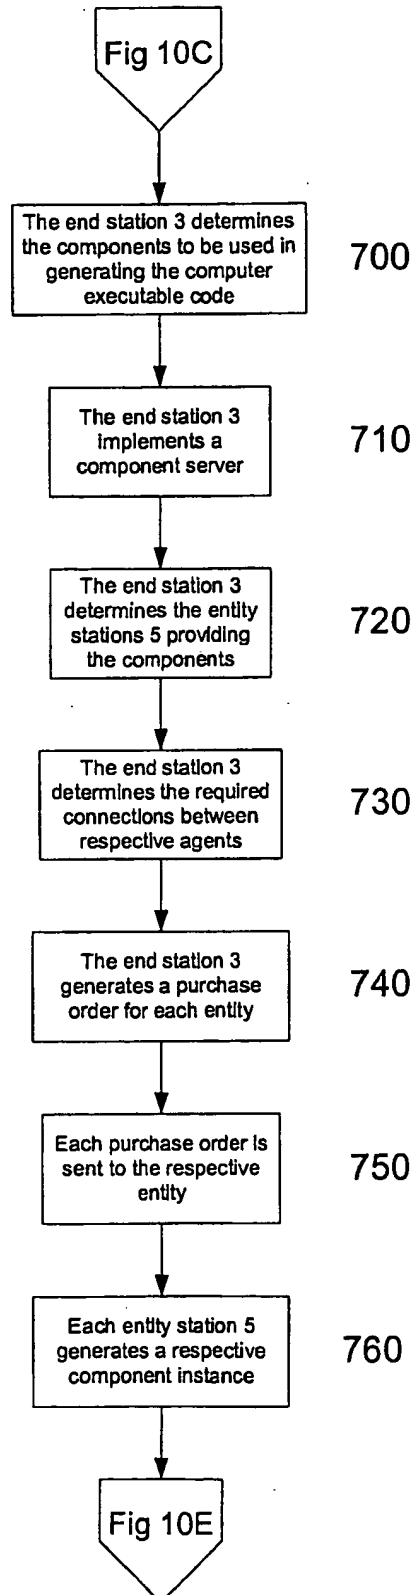 Fig 10C
The end station 3 determines
the components to be used in
generating the computer
executable code
700
The end station 3
implements a
component server
710
The end station 3
determines the entity
stations 5 providing
the components
720
The end station 3
determines the required
connections between
respective agents
730
The end station 3
generates a purchase
order for each entity
740
Each purchase order is
sent to the respective
entity
750
Each entity station 5
generates a respective
component instance
760
Fig 10E